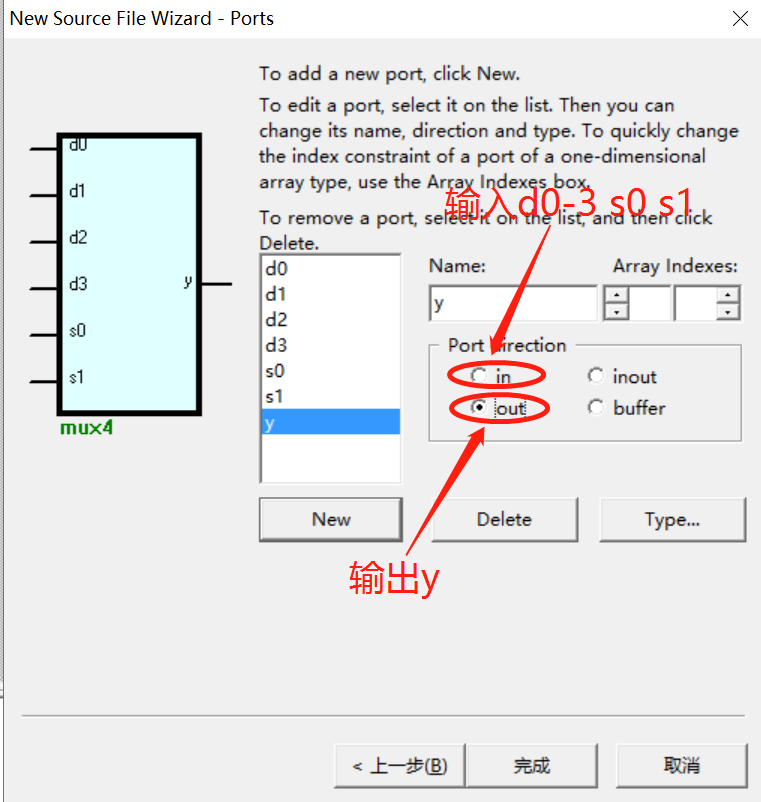 New Source File Wizard - Ports
To add a new port, click New.
To edit a port, select it on the list. Then you can
change its name, direction and type. To quickly change
the index constraint of a port of a one-dimensional
array type, use the Array Indexes box.
输入d0-3 s0 s1
To remove a port, select it on the list, and then click
Delete.
d0
d1
d2
d3
s0
s1
y
mux4
d0
d1
d2
d3
s0
s1
y
Name:
Array Indexes:
y
Port Direction
in
inout
out
buffer
New
Delete
Type...
输出y
< 上一步(B)
完成
取消